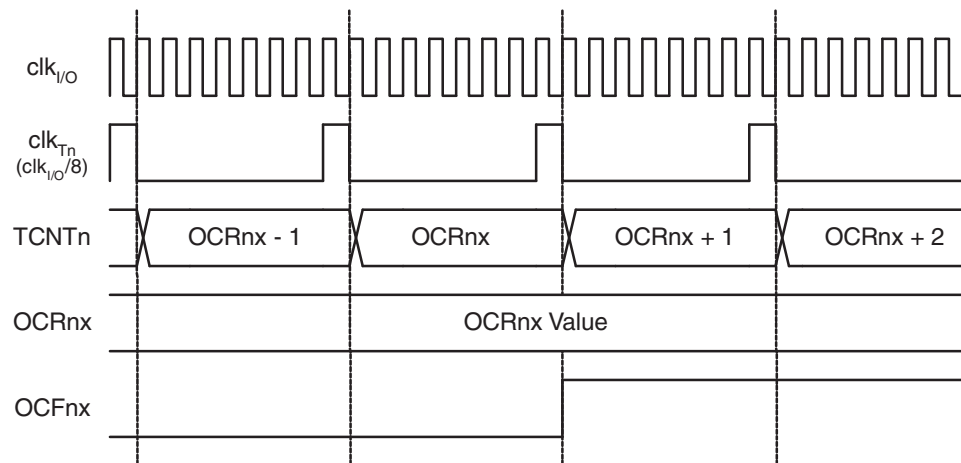 clkI/O
clkTn
(clkI/O/8)
TCNTn OCRnx - 1 OCRnx OCRnx + 1 OCRnx + 2
OCRnx OCRnx Value
OCFnx